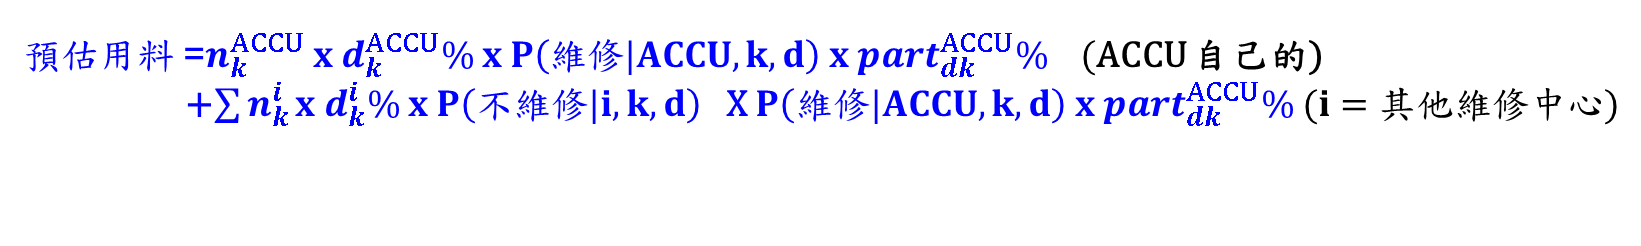 預估用料 =n_k^ACCU x d_k^ACCU% x P(維修|ACCU, k, d) x part_dk^ACCU% (ACCU 自己的)
+∑ n_k^i x d_k^i% x P(不維修|i, k, d) X P(維修|ACCU, k, d) x part_dk^ACCU% (i = 其他維修中心)